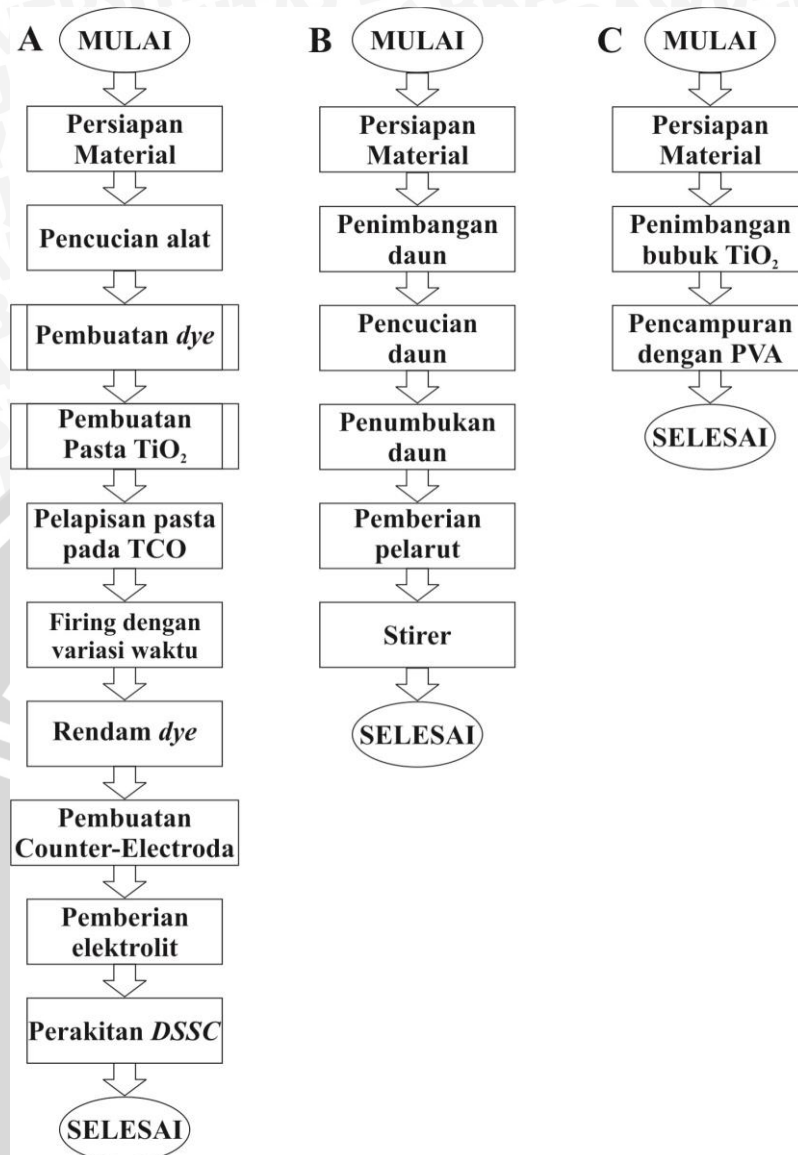 A
MULAI
Persiapan
Material
Pencucian alat
Pembuatan dye
Pembuatan
Pasta TiO₂
Pelapisan pasta
pada TCO
Firing dengan
variasi waktu
Rendam dye
Pembuatan
Counter-Electroda
Pemberian
elektrolit
Perakitan DSSC
SELESAI
B
MULAI
Persiapan
Material
Penimbangan
daun
Pencucian
daun
Penumbukan
daun
Pemberian
pelarut
Stirer
SELESAI
C
MULAI
Persiapan
Material
Penimbangan
bubuk TiO₂
Pencampuran
dengan PVA
SELESAI